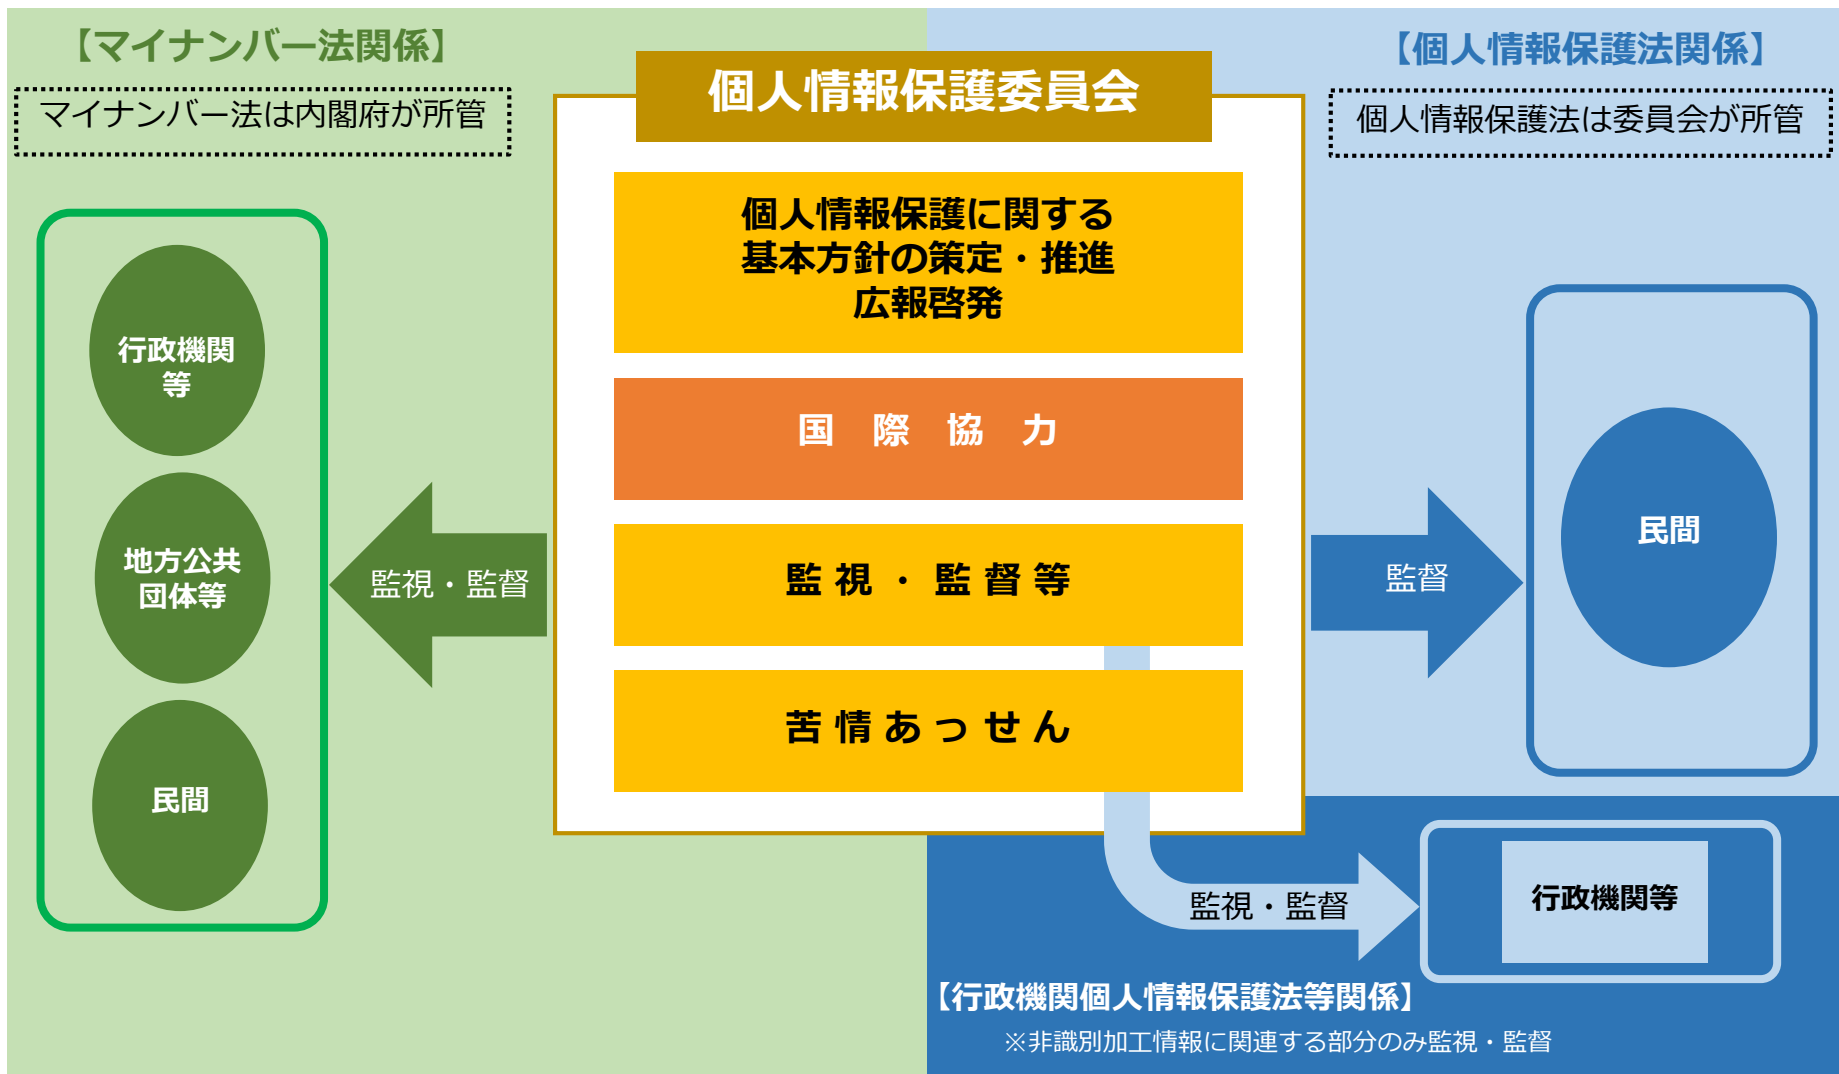 【マイナンバー法関係】
マイナンバー法は内閣府が所管
行政機関
等
地方公共
団体等
民間
監視・監督
個人情報保護委員会
個人情報保護に関する
基本方針の策定・推進
広報啓発
国　際　協　力
監 視 ・ 監 督 等
苦 情 あ っ せ ん
【個人情報保護法関係】
個人情報保護法は委員会が所管
監督
民間
監視・監督
行政機関等
【行政機関個人情報保護法等関係】
※非識別加工情報に関連する部分のみ監視・監督